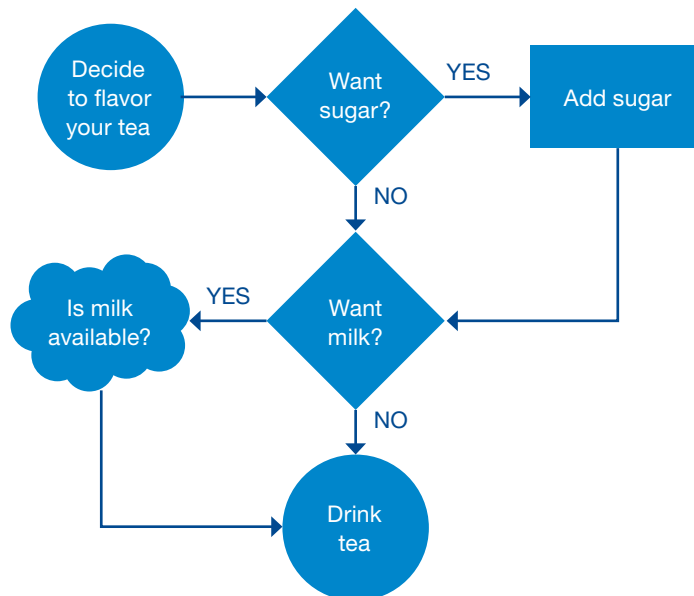 Decide
to flavor
your tea
Want
sugar?
YES
Add sugar
NO
Is milk
available?
YES
Want
milk?
NO
Drink
tea